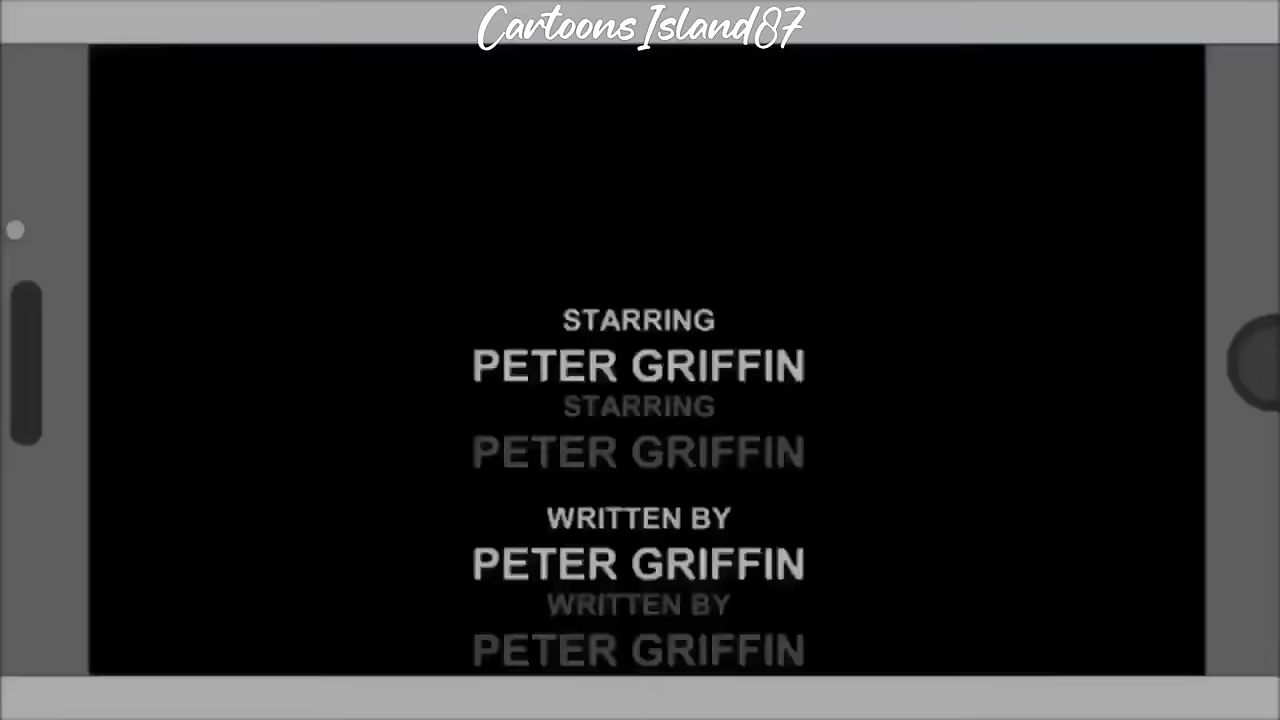 Cartoons Island87
STARRING
PETER GRIFFIN
STARRING
PETER GRIFFIN
WRITTEN BY
PETER GRIFFIN
WRITTEN BY
PETER GRIFFIN